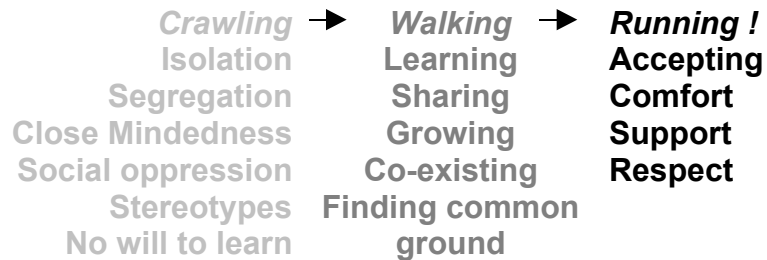 Crawling → Walking → Running !
Isolation Learning Accepting
Segregation Sharing Comfort
Close Mindedness Growing Support
Social oppression Co-existing Respect
Stereotypes Finding common
No will to learn ground